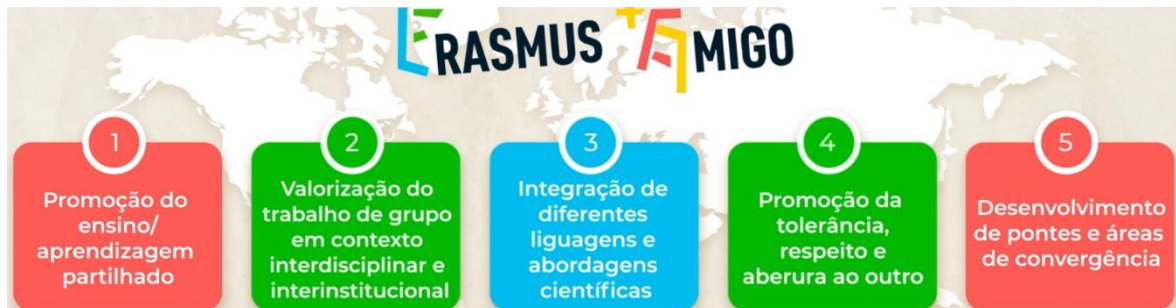 ERASMUS + AMIGO
1
Promoção do
ensino/
aprendizagem
partilhado
2
Valorização do
trabalho de grupo
em contexto
interdisciplinar e
interinstitucional
3
Integração de
diferentes
liguagens e
abordagens
científicas
4
Promoção da
tolerância,
respeito e
aberura ao outro
5
Desenvolvimento
de pontes e áreas
de convergência